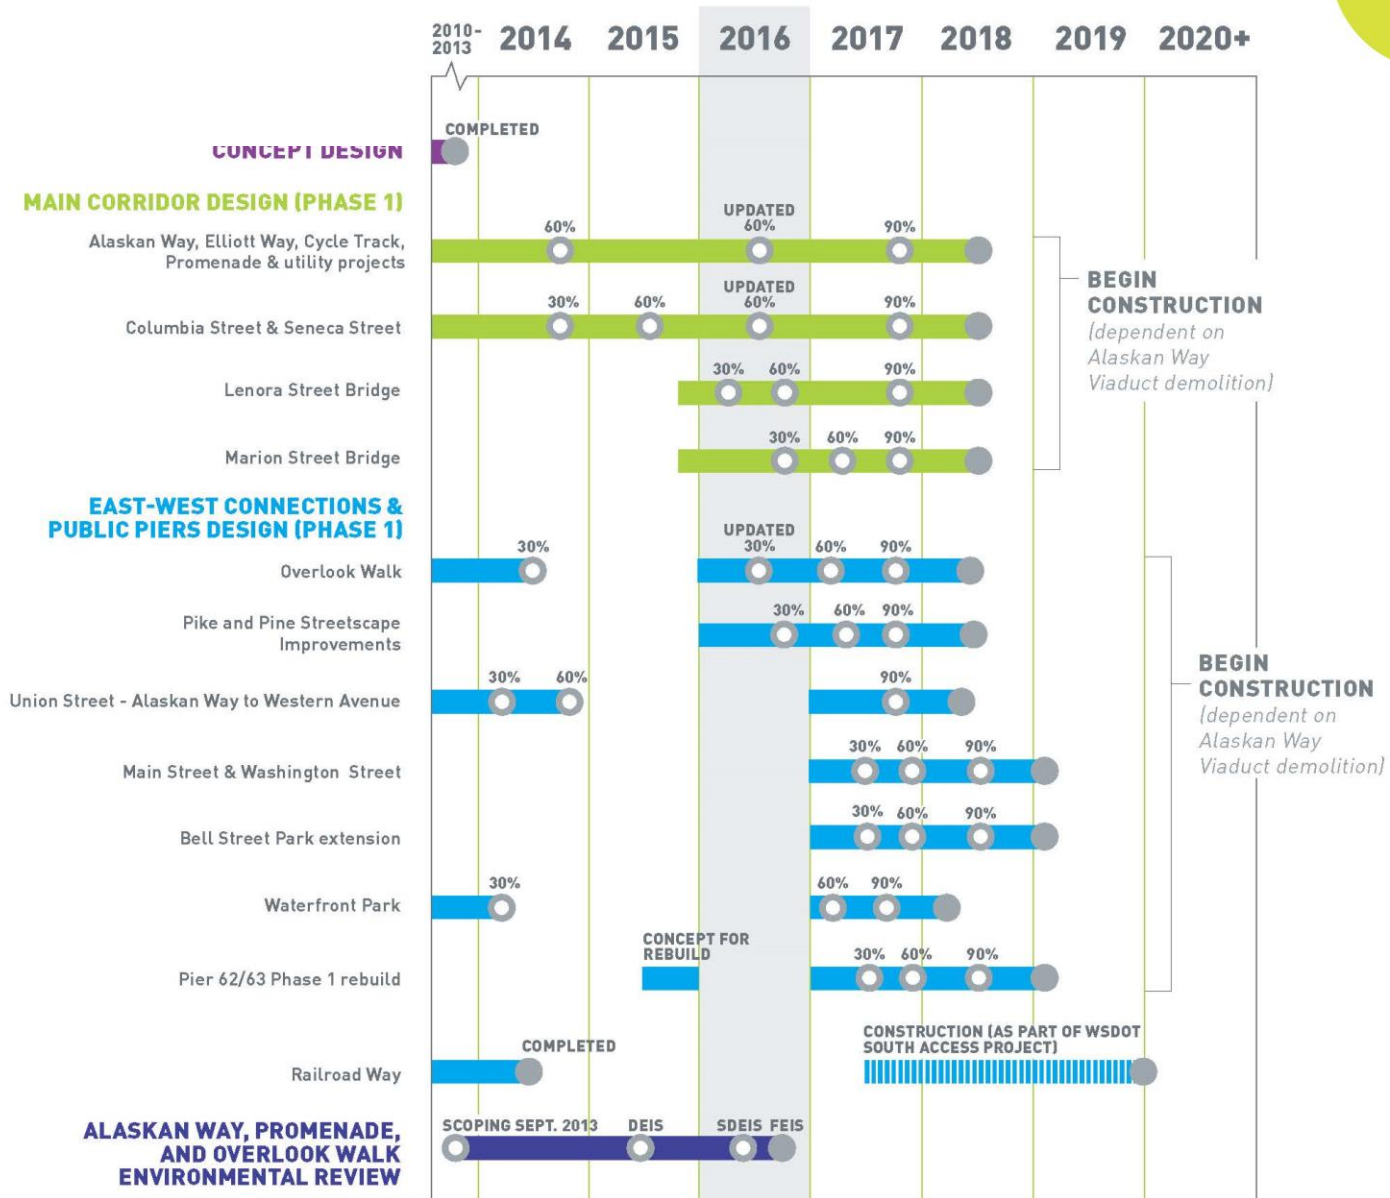 2010-
2013
2014
2015
2016
2017
2018
2019
2020+
COMPLETED
CONCEPT DESIGN
MAIN CORRIDOR DESIGN (PHASE 1)
Alaskan Way, Elliott Way, Cycle Track,
Promenade & utility projects
60%
UPDATED
60%
90%
Columbia Street & Seneca Street
30%
60%
UPDATED
60%
90%
Lenora Street Bridge
30%
60%
90%
Marion Street Bridge
30%
60%
90%
BEGIN
CONSTRUCTION
(dependent on
Alaskan Way
Viaduct demolition)
EAST-WEST CONNECTIONS &
PUBLIC PIERS DESIGN (PHASE 1)
Overlook Walk
30%
UPDATED
30%
60%
90%
Pike and Pine Streetscape
Improvements
30%
60%
90%
Union Street - Alaskan Way to Western Avenue
30%
60%
90%
Main Street & Washington Street
30%
60%
90%
Bell Street Park extension
30%
60%
90%
Waterfront Park
30%
60%
90%
Pier 62/63 Phase 1 rebuild
CONCEPT FOR
REBUILD
30%
60%
90%
BEGIN
CONSTRUCTION
(dependent on
Alaskan Way
Viaduct demolition)
Railroad Way
COMPLETED
CONSTRUCTION (AS PART OF WSDOT
SOUTH ACCESS PROJECT)
ALASKAN WAY, PROMENADE,
AND OVERLOOK WALK
ENVIRONMENTAL REVIEW
SCOPING SEPT. 2013
DEIS
SDEIS
FEIS